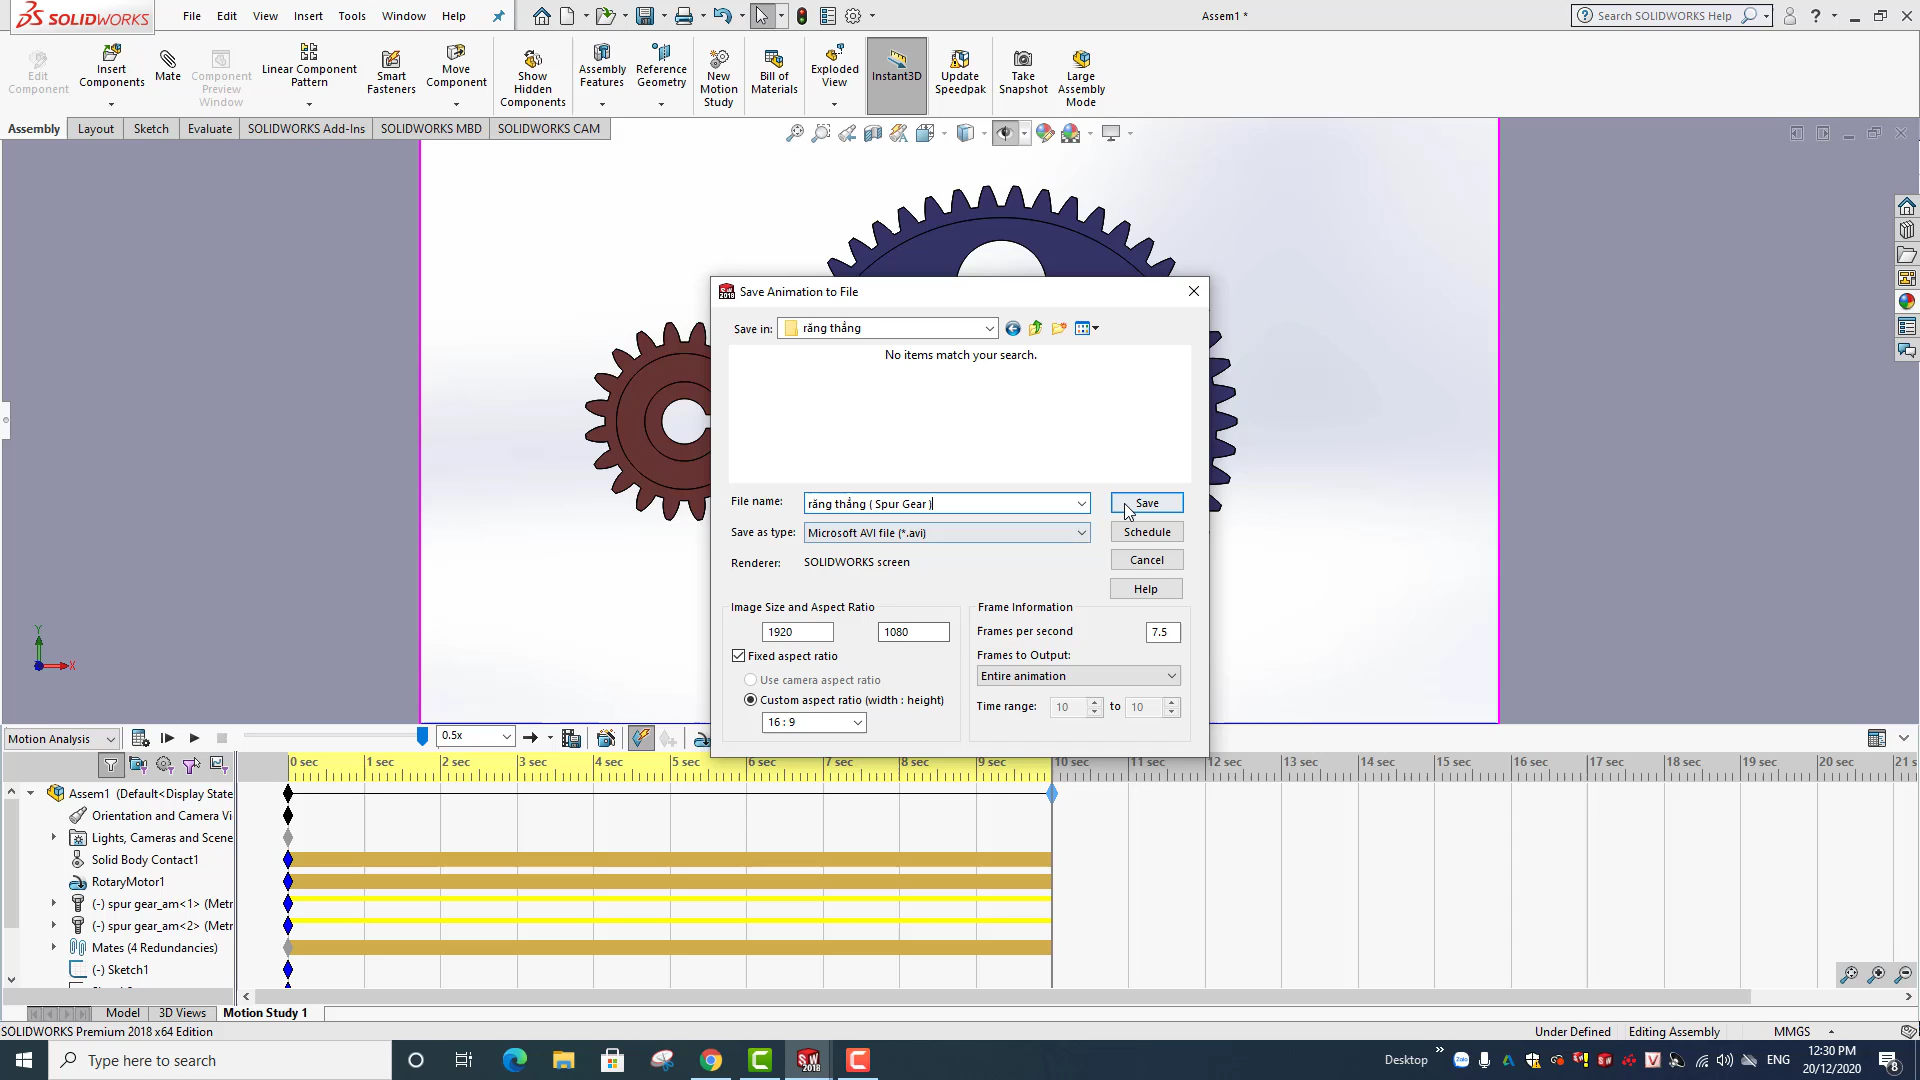 SOLIDWORKS File Edit View Insert Tools Window Help Assem1 * Search SOLIDWORKS Help
Edit Component
Insert Components
Mate
Component Preview Window
Linear Component Pattern
Smart Fasteners
Move Component
Show Hidden Components
Assembly Features
Reference Geometry
New Motion Study
Bill of Materials
Exploded View
Instant3D
Update Speedpak
Take Snapshot
Large Assembly Mode
Assembly Layout Sketch Evaluate SOLIDWORKS Add-Ins SOLIDWORKS MBD SOLIDWORKS CAM
Save Animation to File
Save in: răng thẳng
No items match your search.
File name: răng thẳng ( Spur Gear ) Save
Save as type: Microsoft AVI file (*.avi) Schedule
Renderer: SOLIDWORKS screen Cancel
Help
Image Size and Aspect Ratio Frame Information
1920 1080 Frames per second 7.5
Fixed aspect ratio Frames to Output:
Use camera aspect ratio Entire animation
Custom aspect ratio (width : height) Time range: 10 to 10
16 : 9
Y
X
Motion Analysis 0.5x
0 sec 1 sec 2 sec 3 sec 4 sec 5 sec 6 sec 7 sec 8 sec 9 sec 10 sec 11 sec 12 sec 13 sec 14 sec 15 sec 16 sec 17 sec 18 sec 19 sec 20 sec 21 s
Assem1 (Default<Display State
Orientation and Camera Vi
Lights, Cameras and Scene
Solid Body Contact1
RotaryMotor1
(-) spur gear_am<1> (Metr
(-) spur gear_am<2> (Metr
Mates (4 Redundancies)
(-) Sketch1
Model 3D Views Motion Study 1
SOLIDWORKS Premium 2018 x64 Edition Under Defined Editing Assembly MMGS
Type here to search Desktop ENG 12:30 PM
20/12/2020 8